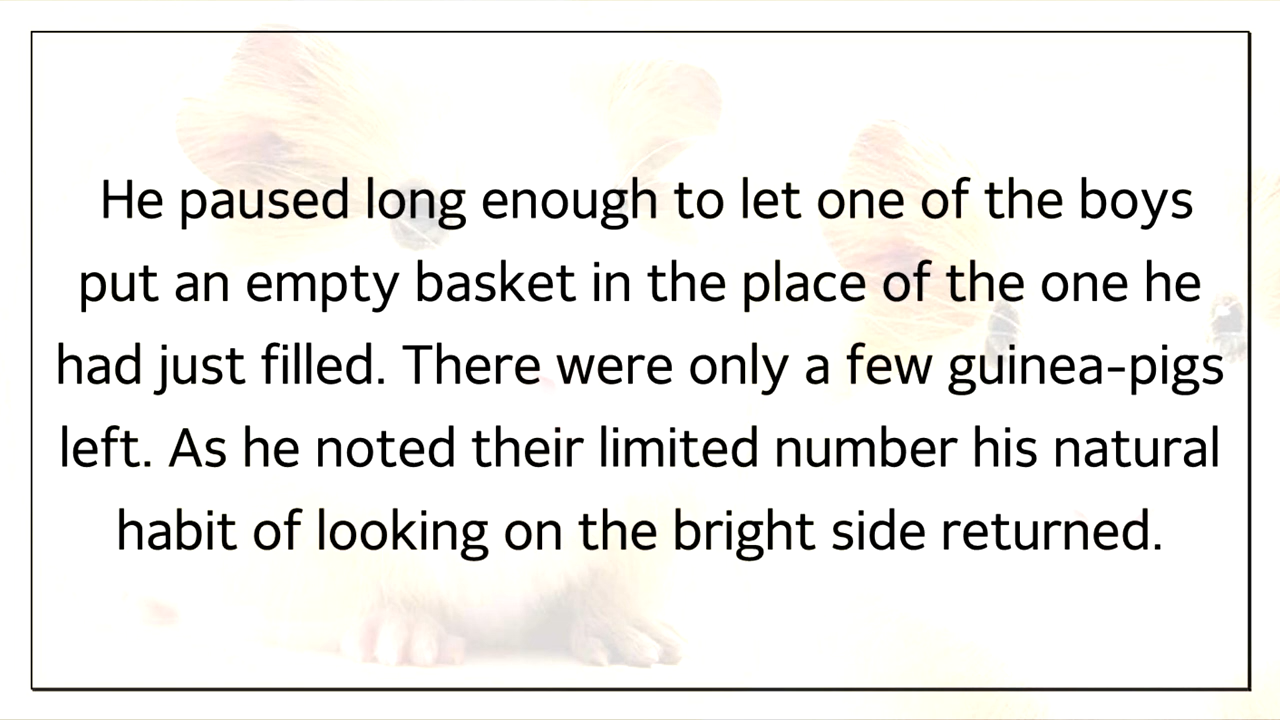 He paused long enough to let one of the boys
put an empty basket in the place of the one he
had just filled. There were only a few guinea-pigs
left. As he noted their limited number his natural
habit of looking on the bright side returned.